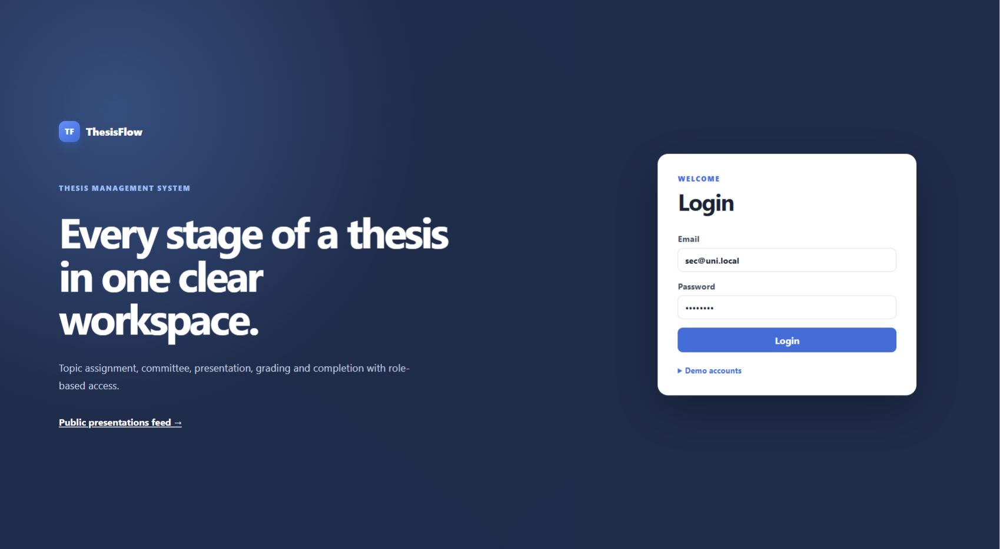 TF ThesisFlow
THESIS MANAGEMENT SYSTEM
Every stage of a thesis
in one clear
workspace.
Topic assignment, committee, presentation, grading and completion with role-
based access.
Public presentations feed →
WELCOME
Login
Email
sec@uni.local
Password
••••••••
Login
▶ Demo accounts